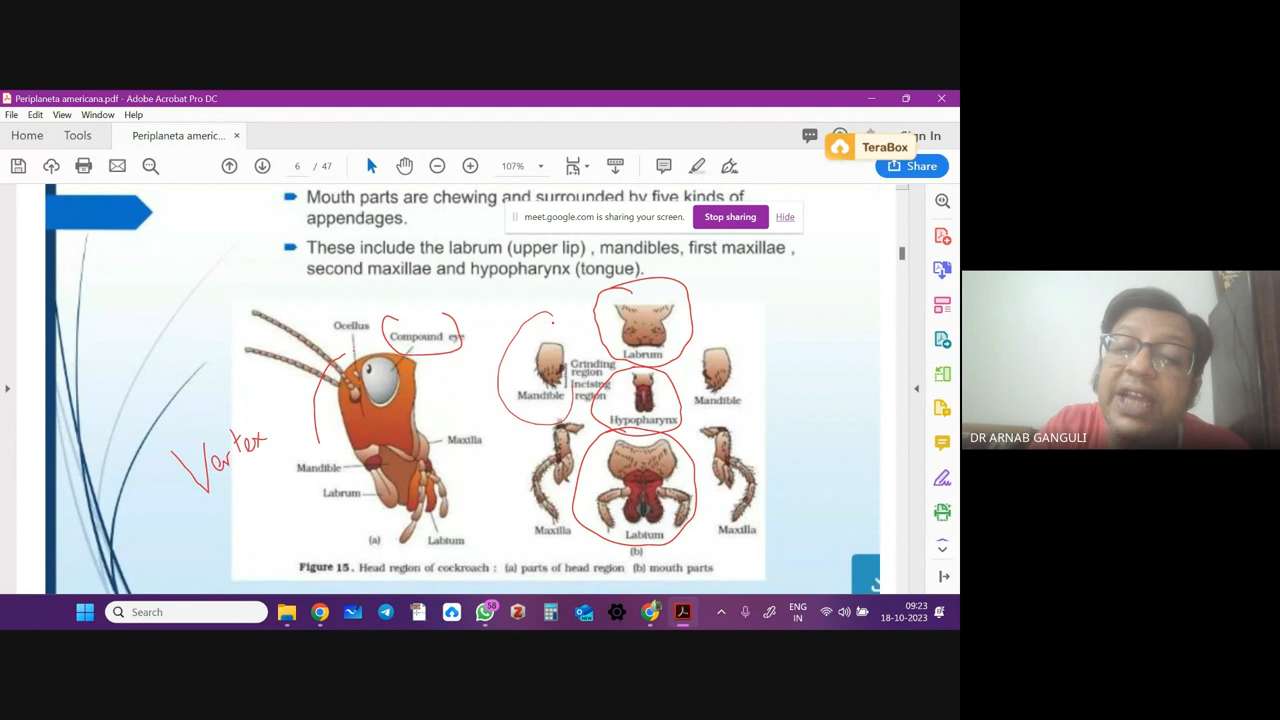 Periplaneta americana.pdf - Adobe Acrobat Pro DC
File Edit View Window Help
Home Tools Periplaneta americ... × Sign In
TeraBox
6 / 47 107% Share
Mouth parts are chewing and surrounded by five kinds of
appendages.
meet.google.com is sharing your screen. Stop sharing Hide
These include the labrum (upper lip) , mandibles, first maxillae ,
second maxillae and hypopharynx (tongue).
Ocellus
Compound eye
Labrum
Grinding
region
Incising
region
Mandible
Mandible
Hypopharynx
Vertex
Maxilla
Mandible
Labrum
DR ARNAB GANGULI
Maxilla
Labium
Maxilla
(a)
Labium
(b)
Figure 15. Head region of cockroach : (a) parts of head region (b) mouth parts
Search
58
ENG
IN
09:23
18-10-2023